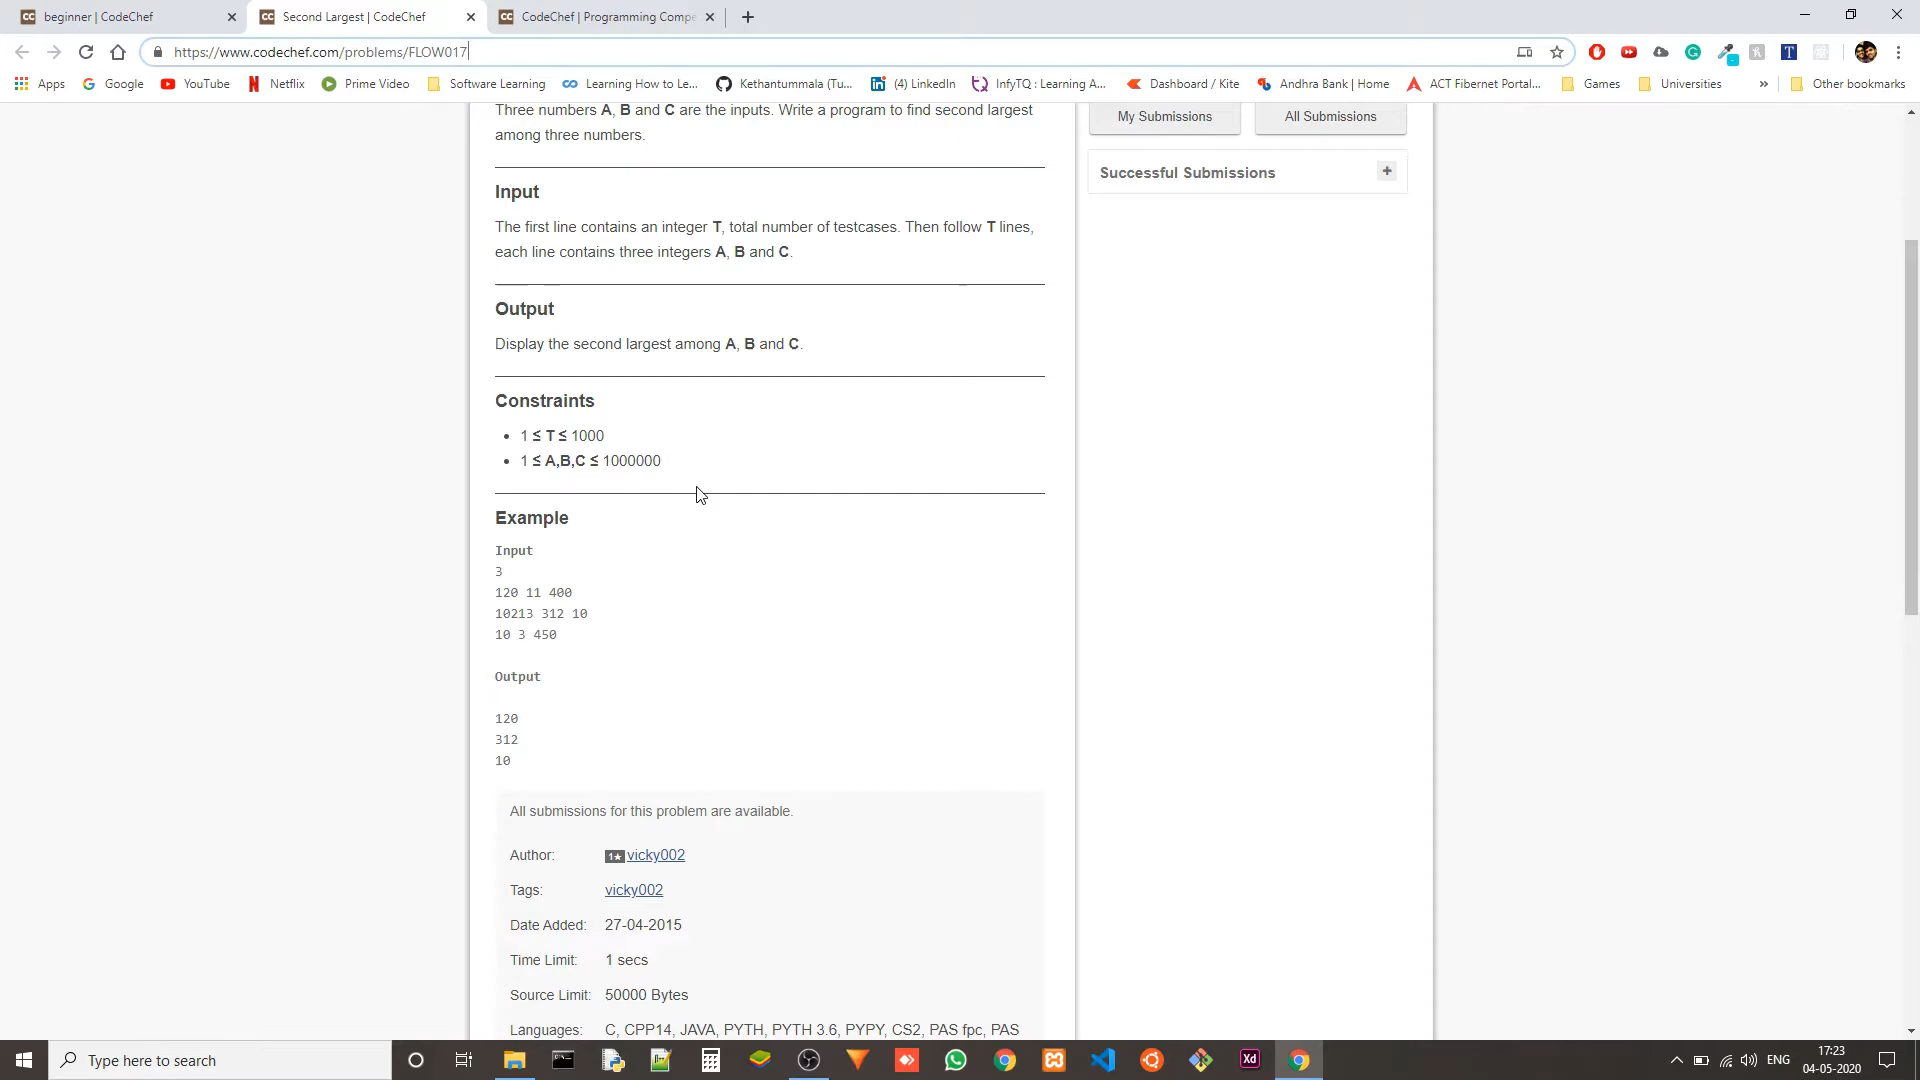 beginner | CodeChef
Second Largest | CodeChef
CodeChef | Programming Compe
https://www.codechef.com/problems/FLOW017
Apps
Google
YouTube
Netflix
Prime Video
Software Learning
Learning How to Le...
Kethantummala (Tu...
(4) LinkedIn
InfyTQ : Learning A...
Dashboard / Kite
Andhra Bank | Home
ACT Fibernet Portal...
Games
Universities
»
Other bookmarks
Three numbers A, B and C are the inputs. Write a program to find second largest
among three numbers.
My Submissions
All Submissions
Successful Submissions
+
Input
The first line contains an integer T, total number of testcases. Then follow T lines,
each line contains three integers A, B and C.
Output
Display the second largest among A, B and C.
Constraints
• 1 ≤ T ≤ 1000
• 1 ≤ A,B,C ≤ 1000000
Example
Input
3
120 11 400
10213 312 10
10 3 450
Output
120
312
10
All submissions for this problem are available.
Author: 1★ vicky002
Tags: vicky002
Date Added: 27-04-2015
Time Limit: 1 secs
Source Limit: 50000 Bytes
Languages: C, CPP14, JAVA, PYTH, PYTH 3.6, PYPY, CS2, PAS fpc, PAS
Type here to search
Xd
ENG
17:23
04-05-2020